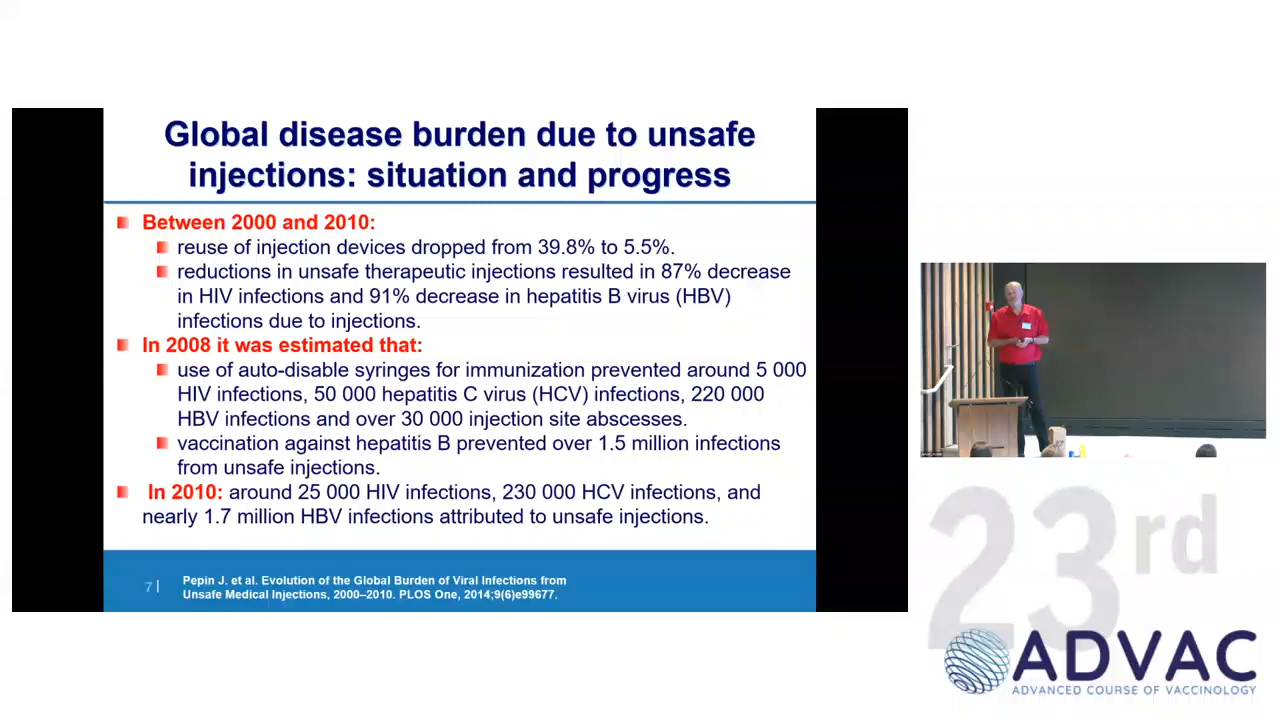 Global disease burden due to unsafe
injections: situation and progress
Between 2000 and 2010:
reuse of injection devices dropped from 39.8% to 5.5%.
reductions in unsafe therapeutic injections resulted in 87% decrease
in HIV infections and 91% decrease in hepatitis B virus (HBV)
infections due to injections.
In 2008 it was estimated that:
use of auto-disable syringes for immunization prevented around 5 000
HIV infections, 50 000 hepatitis C virus (HCV) infections, 220 000
HBV infections and over 30 000 injection site abscesses.
vaccination against hepatitis B prevented over 1.5 million infections
from unsafe injections.
In 2010: around 25 000 HIV infections, 230 000 HCV infections, and
nearly 1.7 million HBV infections attributed to unsafe injections.
7 |
Pepin J. et al. Evolution of the Global Burden of Viral Infections from
Unsafe Medical Injections, 2000–2010. PLOS One, 2014;9(6)e99677.
23rd
ADVAC
ADVANCED COURSE OF VACCINOLOGY